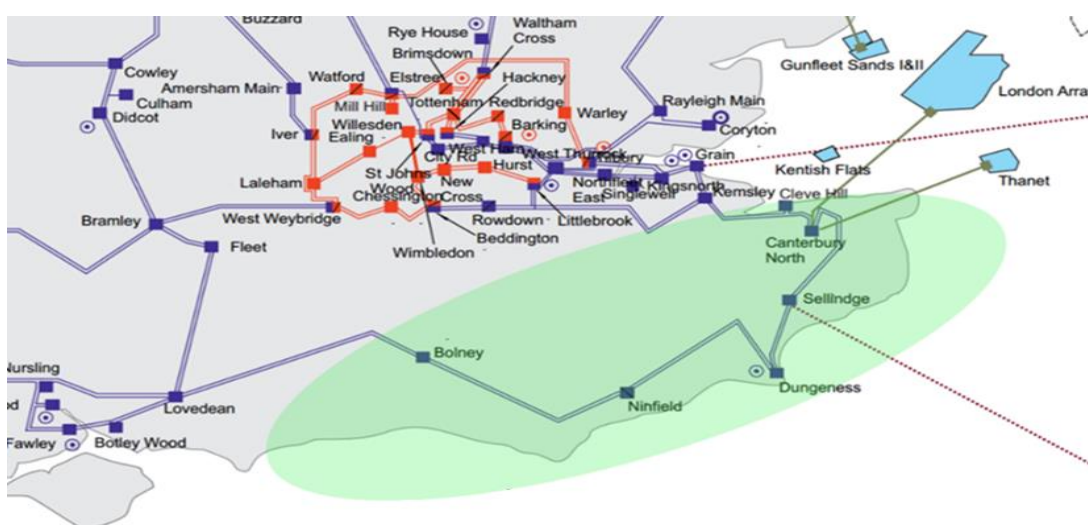 Buzzard
Rye House
Waltham
Cross
Brimsdown
Cowley
Culham
Didcot
Amersham Main
Watford
Elstree
Hackney
Mill Hill
Tottenham
Redbridge
Willesden
Iver
Ealing
Barking
Warley
Rayleigh Main
Coryton
Gunfleet Sands I&II
London Arra
West Ham
West Thurrock
Tilbury
City Rd
Hurst
Grain
Kentish Flats
Thanet
St Johns
Wood
New
Cross
Northfleet
East
Singlewell
Kingsnorth
Kemsley
Cleve Hill
Laleham
Chessington
Bramley
West Weybridge
Rowdown
Littlebrook
Beddington
Wimbledon
Fleet
Canterbury
North
Sellindge
Bolney
Ninfield
Dungeness
Nursling
Lovedean
Fawley
Botley Wood